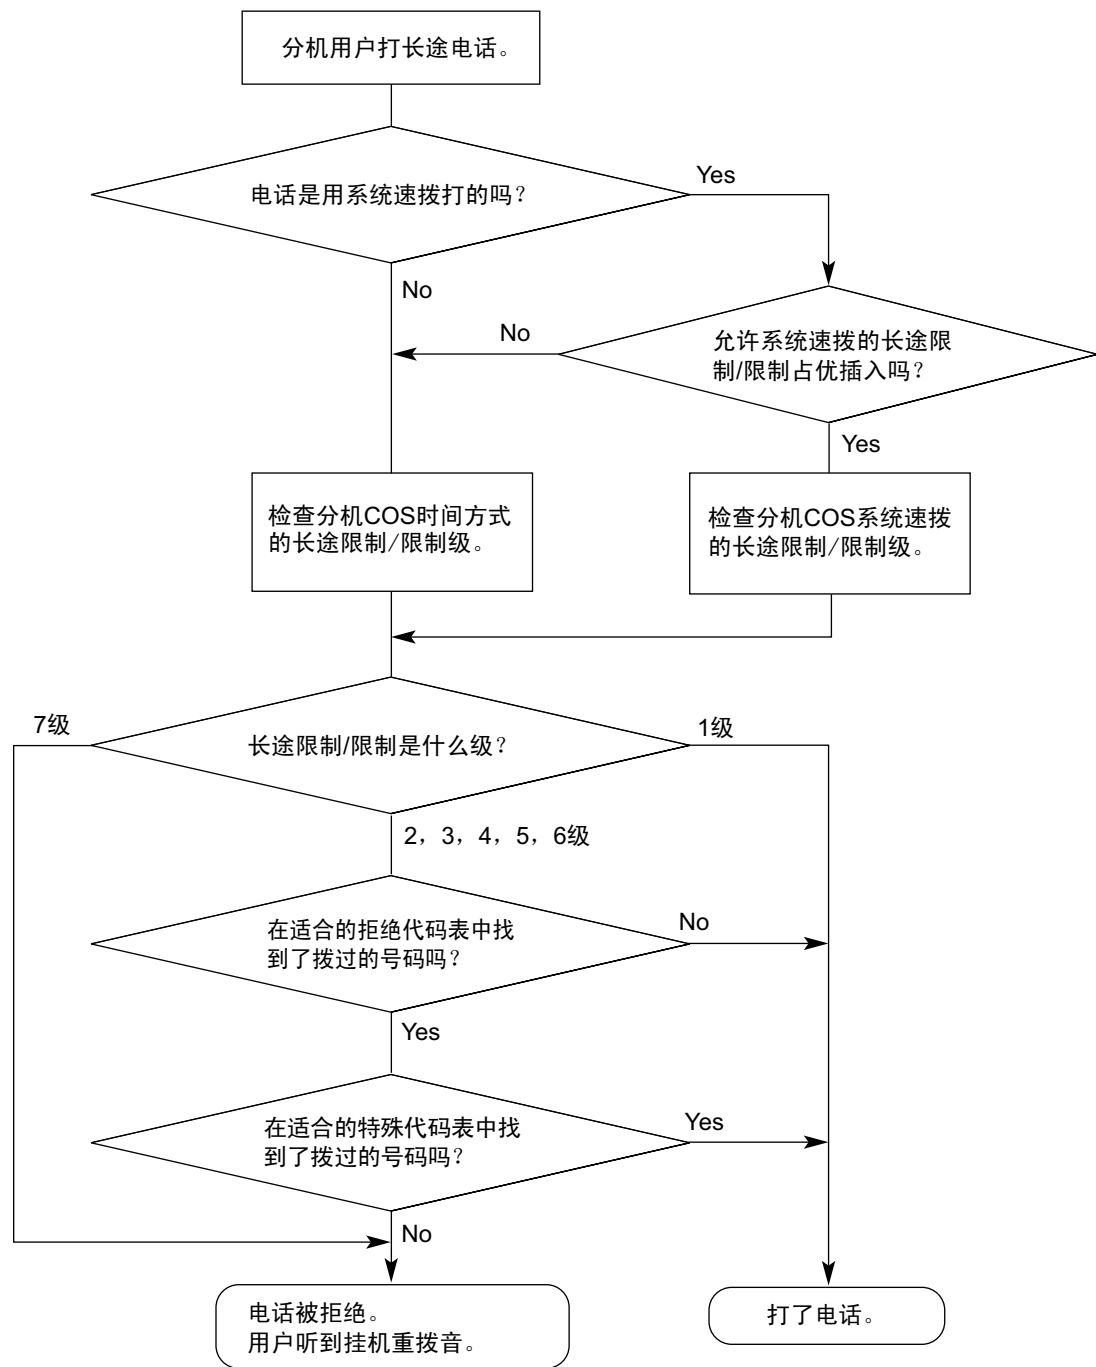 分机用户打长途电话。
电话是用系统速拨打的吗？
Yes
No
No
允许系统速拨的长途限
制/限制占优插入吗？
Yes
检查分机COS时间方式
的长途限制/限制级。
检查分机COS系统速拨
的长途限制/限制级。
7级
长途限制/限制是什么级？
1级
2，3，4，5，6级
在适合的拒绝代码表中找
到了拨过的号码吗？
No
Yes
在适合的特殊代码表中找
到了拨过的号码吗？
Yes
No
电话被拒绝。
用户听到挂机重拨音。
打了电话。